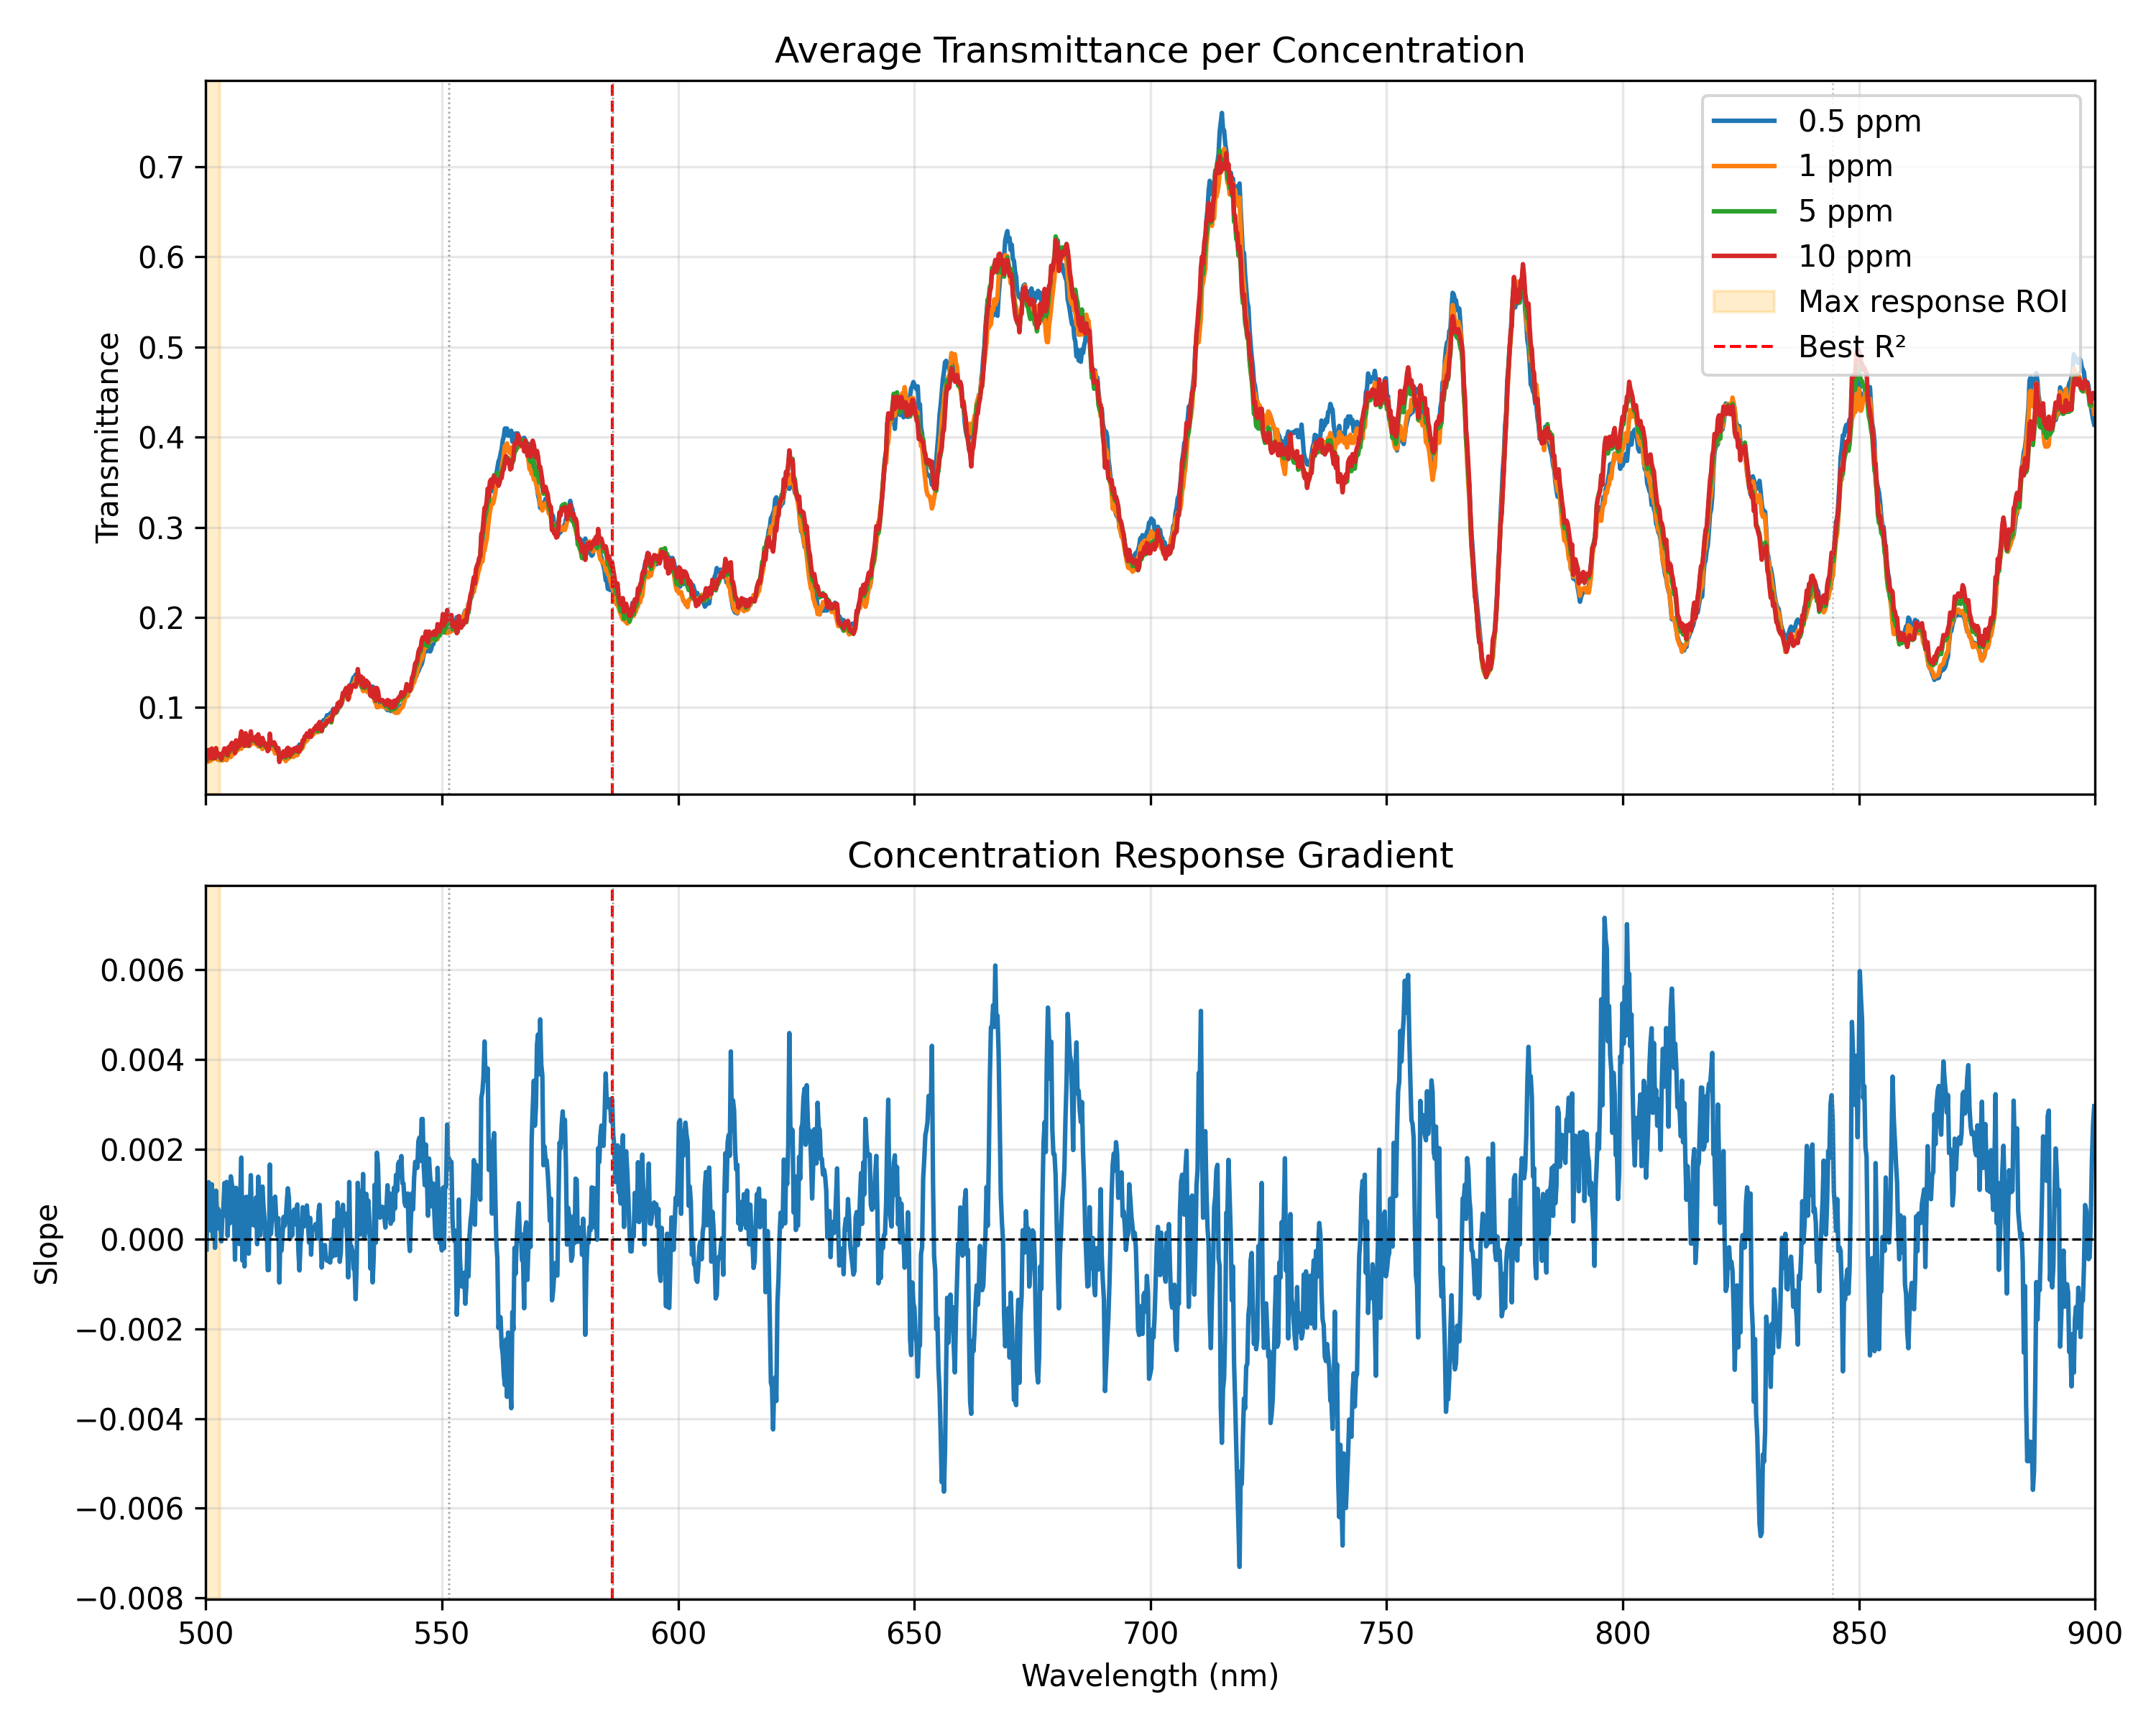 Average Transmittance per Concentration
Transmittance
0.7
0.6
0.5
0.4
0.3
0.2
0.1
0.5 ppm
1 ppm
5 ppm
10 ppm
Max response ROI
Best R²
Concentration Response Gradient
Slope
0.006
0.004
0.002
0.000
−0.002
−0.004
−0.006
−0.008
500 550 600 650 700 750 800 850 900
Wavelength (nm)